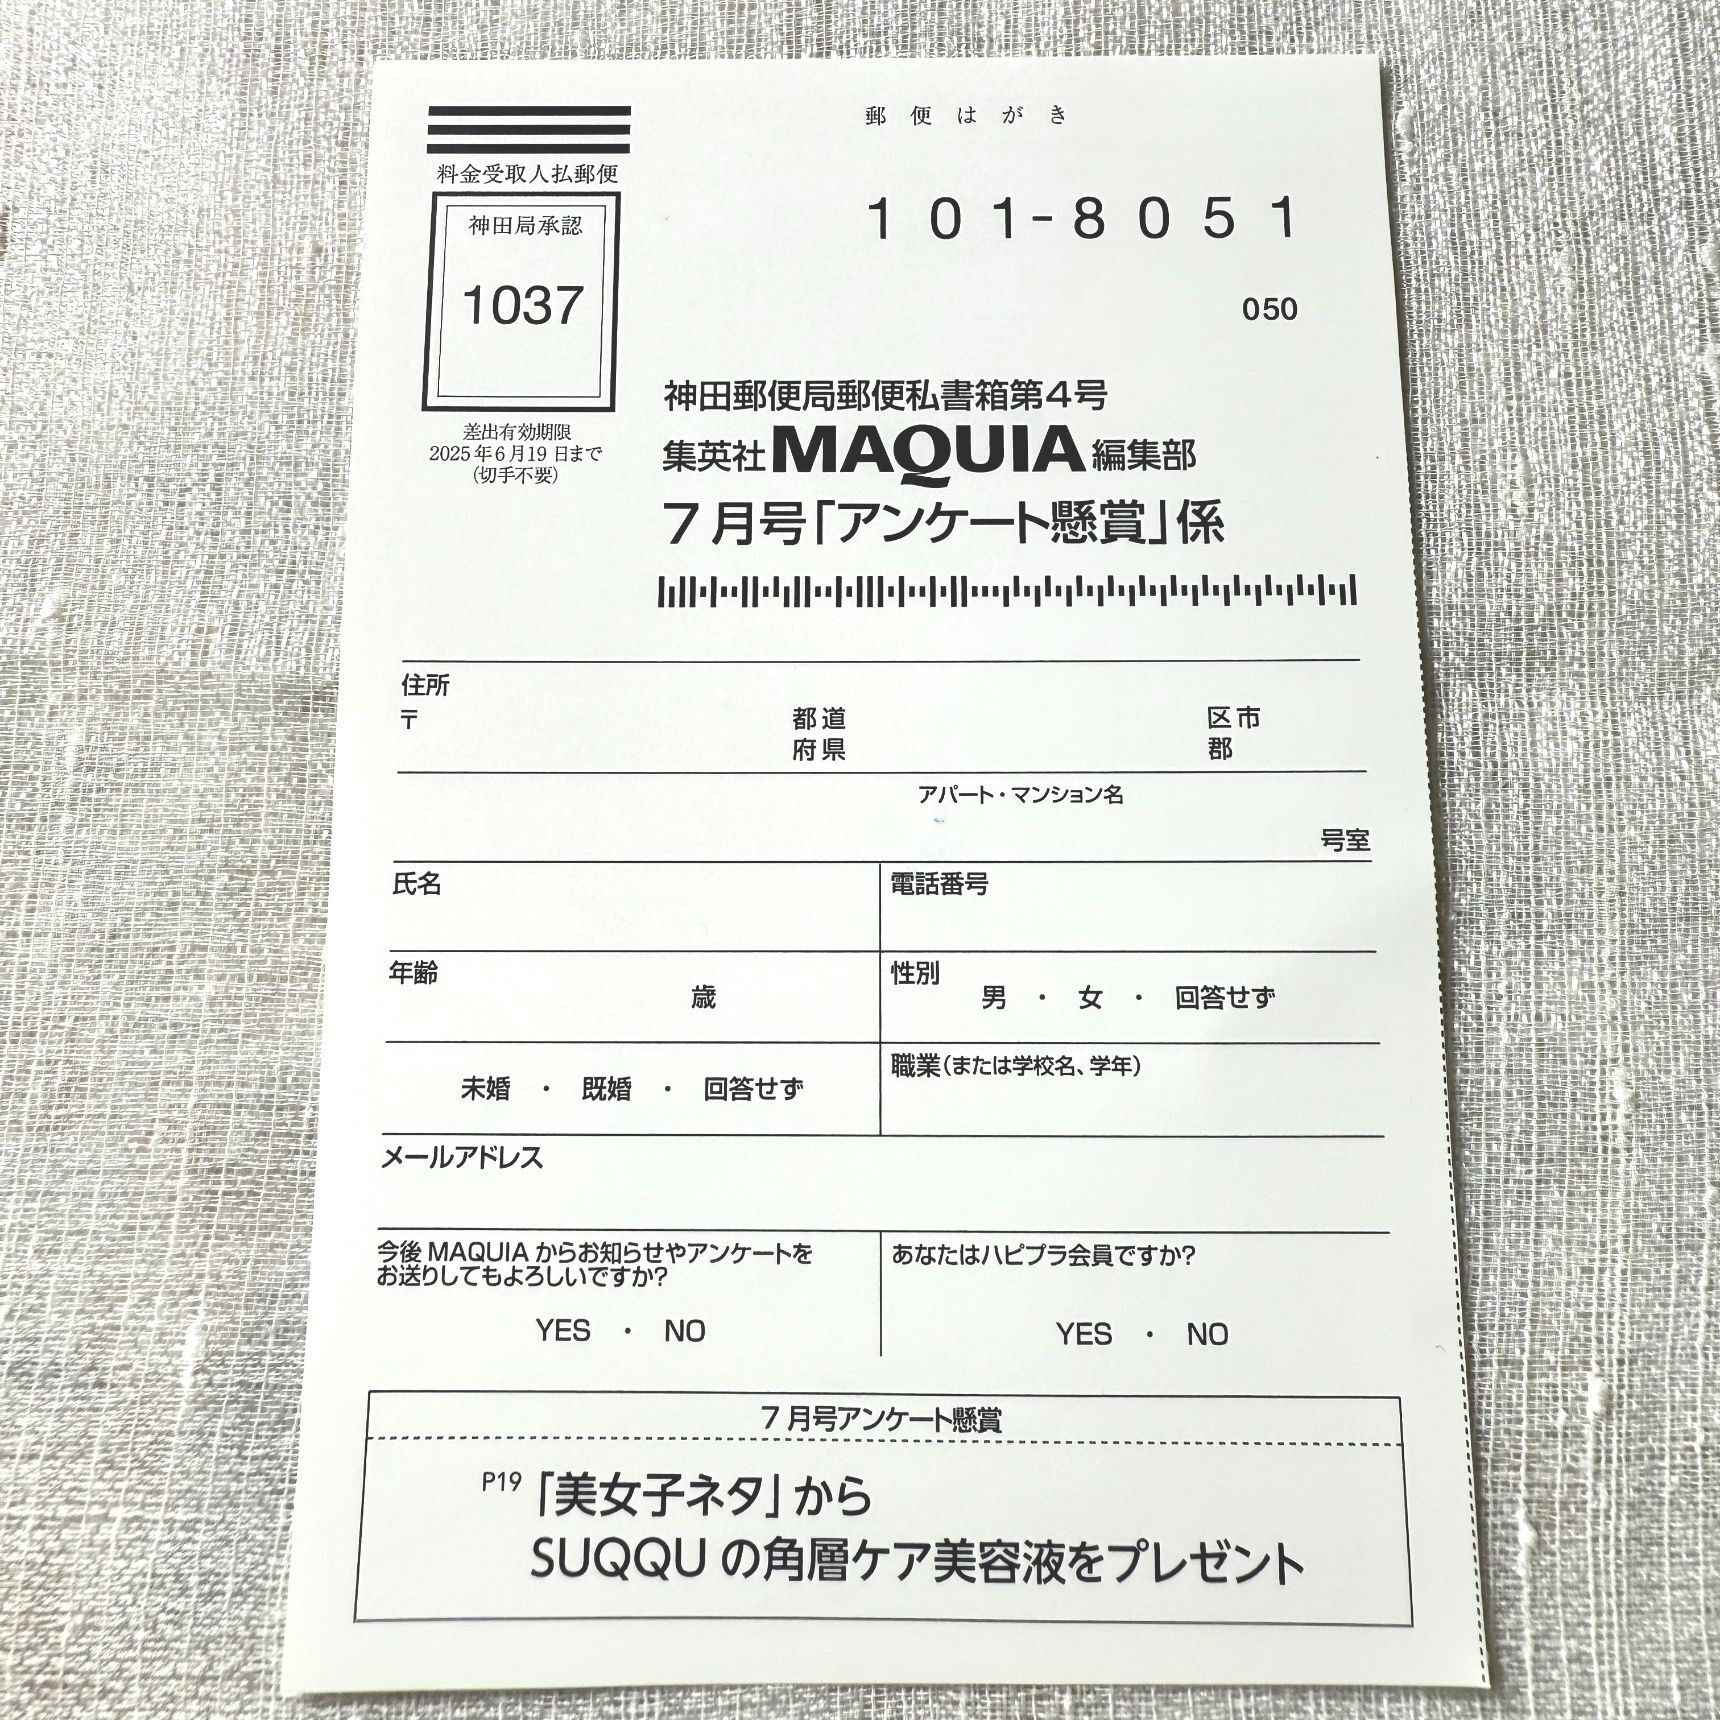 郵便はがき
料金受取人払郵便
神田局承認
1037
差出有効期限
2025年6月19日まで
(切手不要)
101-8051
050
神田郵便局郵便私書箱第4号
集英社MAQUIA編集部
7月号「アンケート懸賞」係
住所
〒 都道 区市
府県 郡
アパート・マンション名
号室
氏名 電話番号
年齢 歳 性別 男・女・回答せず
未婚・既婚・回答せず 職業(または学校名、学年)
メールアドレス
今後MAQUIAからお知らせやアンケートを
お送りしてもよろしいですか?
YES・NO
あなたはハピプラ会員ですか?
YES・NO
7月号アンケート懸賞
P19「美女子ネタ」から
SUQQUの角層ケア美容液をプレゼント